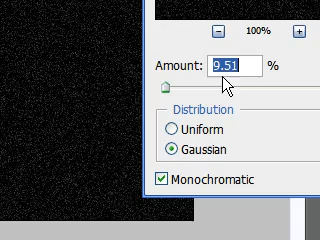 100%
Amount: 9.51 %
Distribution
Uniform
Gaussian
Monochromatic